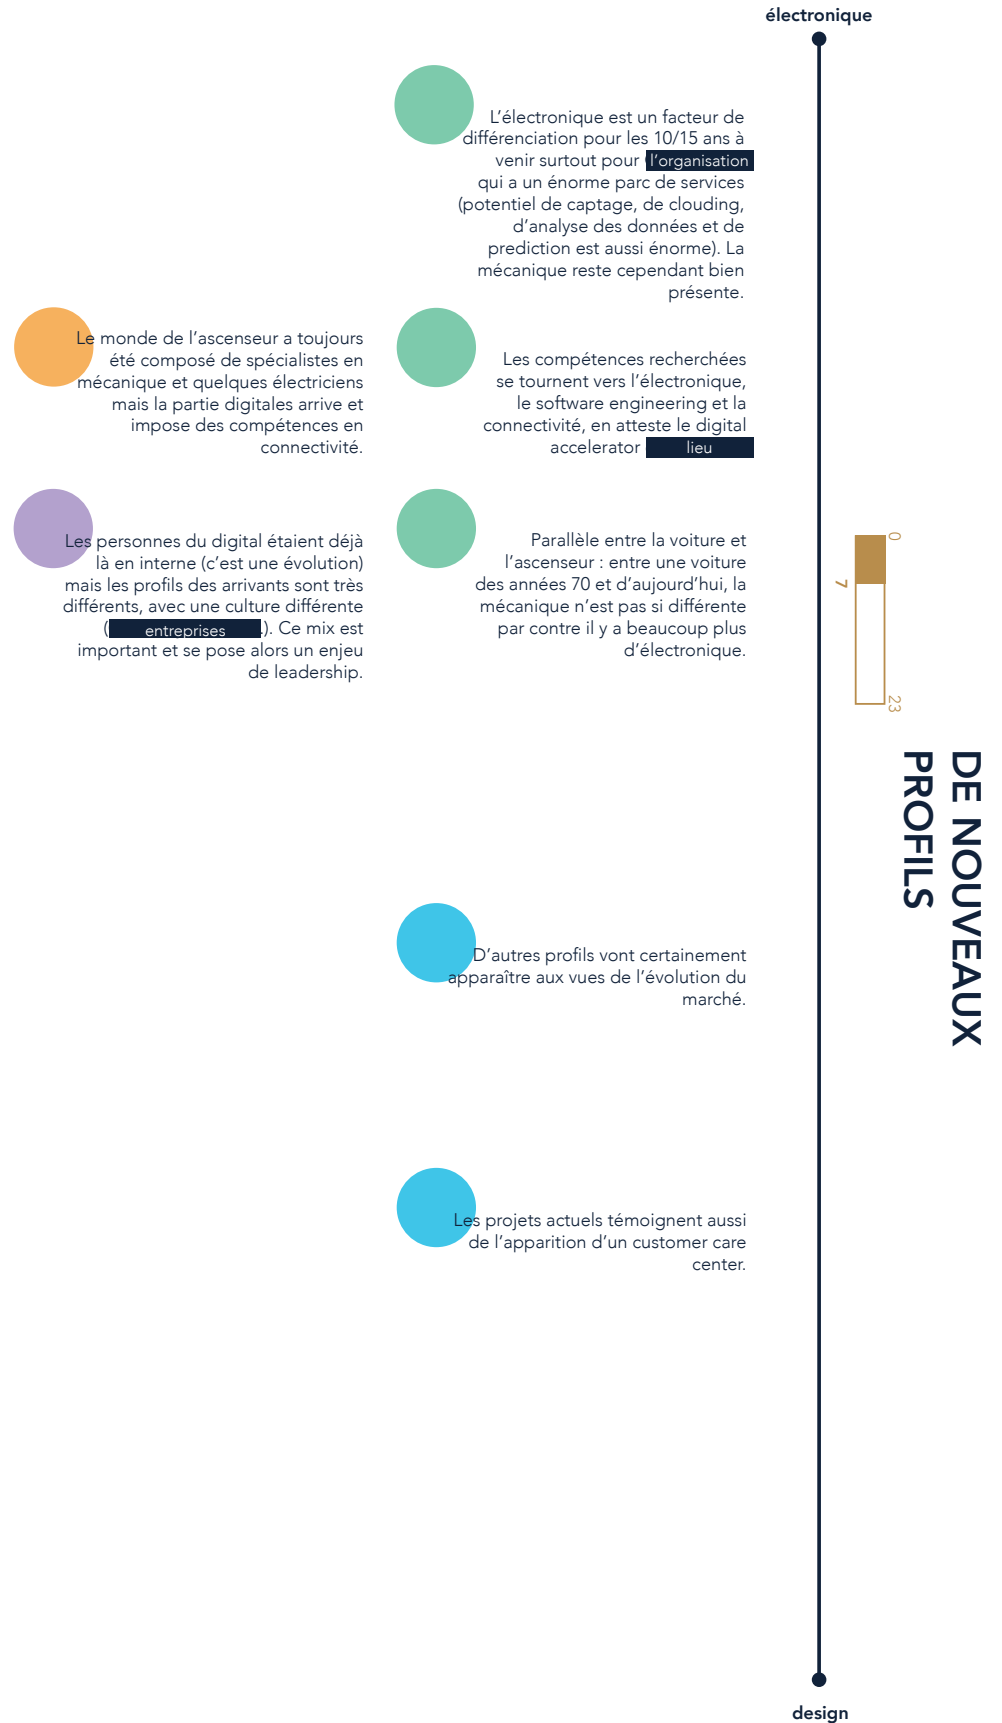 électronique
L’électronique est un facteur de
différenciation pour les 10/15 ans à
venir surtout pour (l’organisation
qui a un énorme parc de services
(potentiel de captage, de clouding,
d’analyse des données et de
prediction est aussi énorme). La
mécanique reste cependant bien
présente.
Le monde de l’ascenseur a toujours
été composé de spécialistes en
mécanique et quelques électriciens
mais la partie digitales arrive et
impose des compétences en
connectivité.
Les compétences recherchées
se tournent vers l’électronique,
le software engineering et la
connectivité, en atteste le digital
accelerator lieu
Les personnes du digital étaient déjà
là en interne (c’est une évolution)
mais les profils des arrivants sont très
différents, avec une culture différente
(entreprises.). Ce mix est
important et se pose alors un enjeu
de leadership.
Parallèle entre la voiture et
l’ascenseur : entre une voiture
des années 70 et d’aujourd’hui, la
mécanique n’est pas si différente
par contre il y a beaucoup plus
d’électronique.
0
7
23
DE NOUVEAUX
PROFILS
D’autres profils vont certainement
apparaître aux vues de l’évolution du
marché.
Les projets actuels témoignent aussi
de l’apparition d’un customer care
center.
design